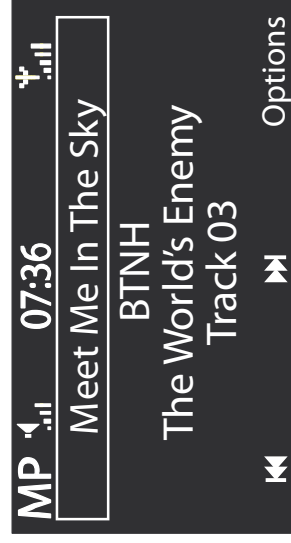 MP 07:36
Meet Me In The Sky
BTNH
The World's Enemy
Track 03
Options